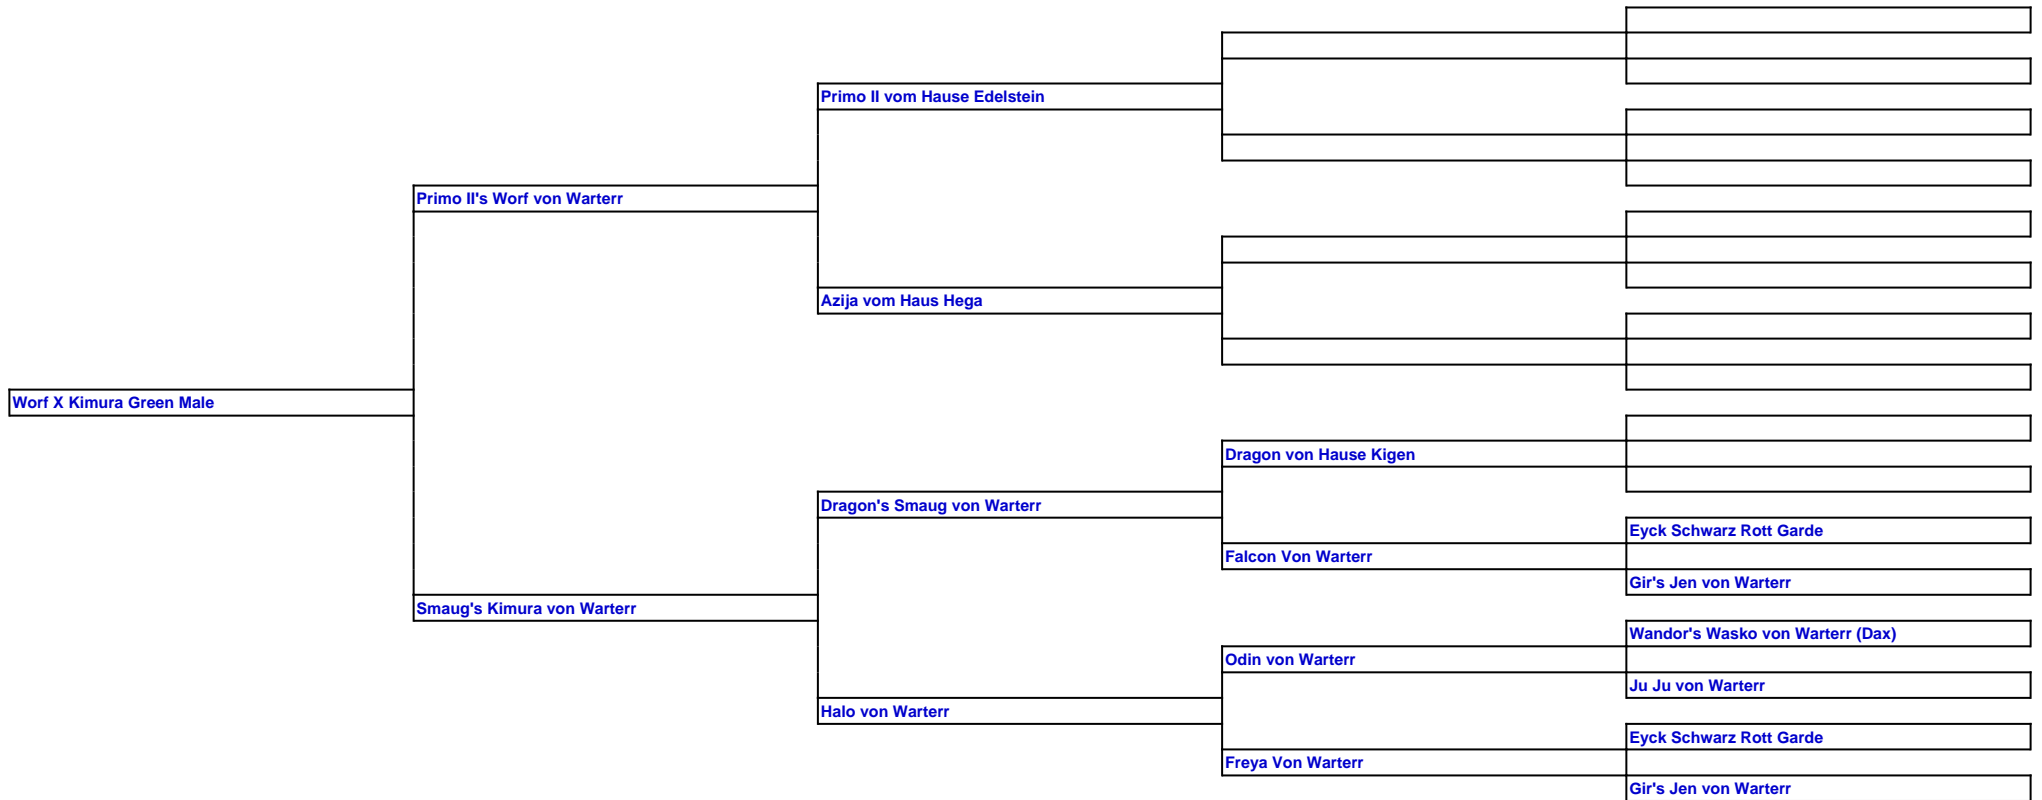 Primo II vom Hause Edelstein
Primo II's Worf von Warterr
Azija vom Haus Hega
Worf X Kimura Green Male
Dragon von Hause Kigen
Dragon's Smaug von Warterr
Eyck Schwarz Rott Garde
Falcon Von Warterr
Gir's Jen von Warterr
Smaug's Kimura von Warterr
Wandor's Wasko von Warterr (Dax)
Odin von Warterr
Ju Ju von Warterr
Halo von Warterr
Eyck Schwarz Rott Garde
Freya Von Warterr
Gir's Jen von Warterr